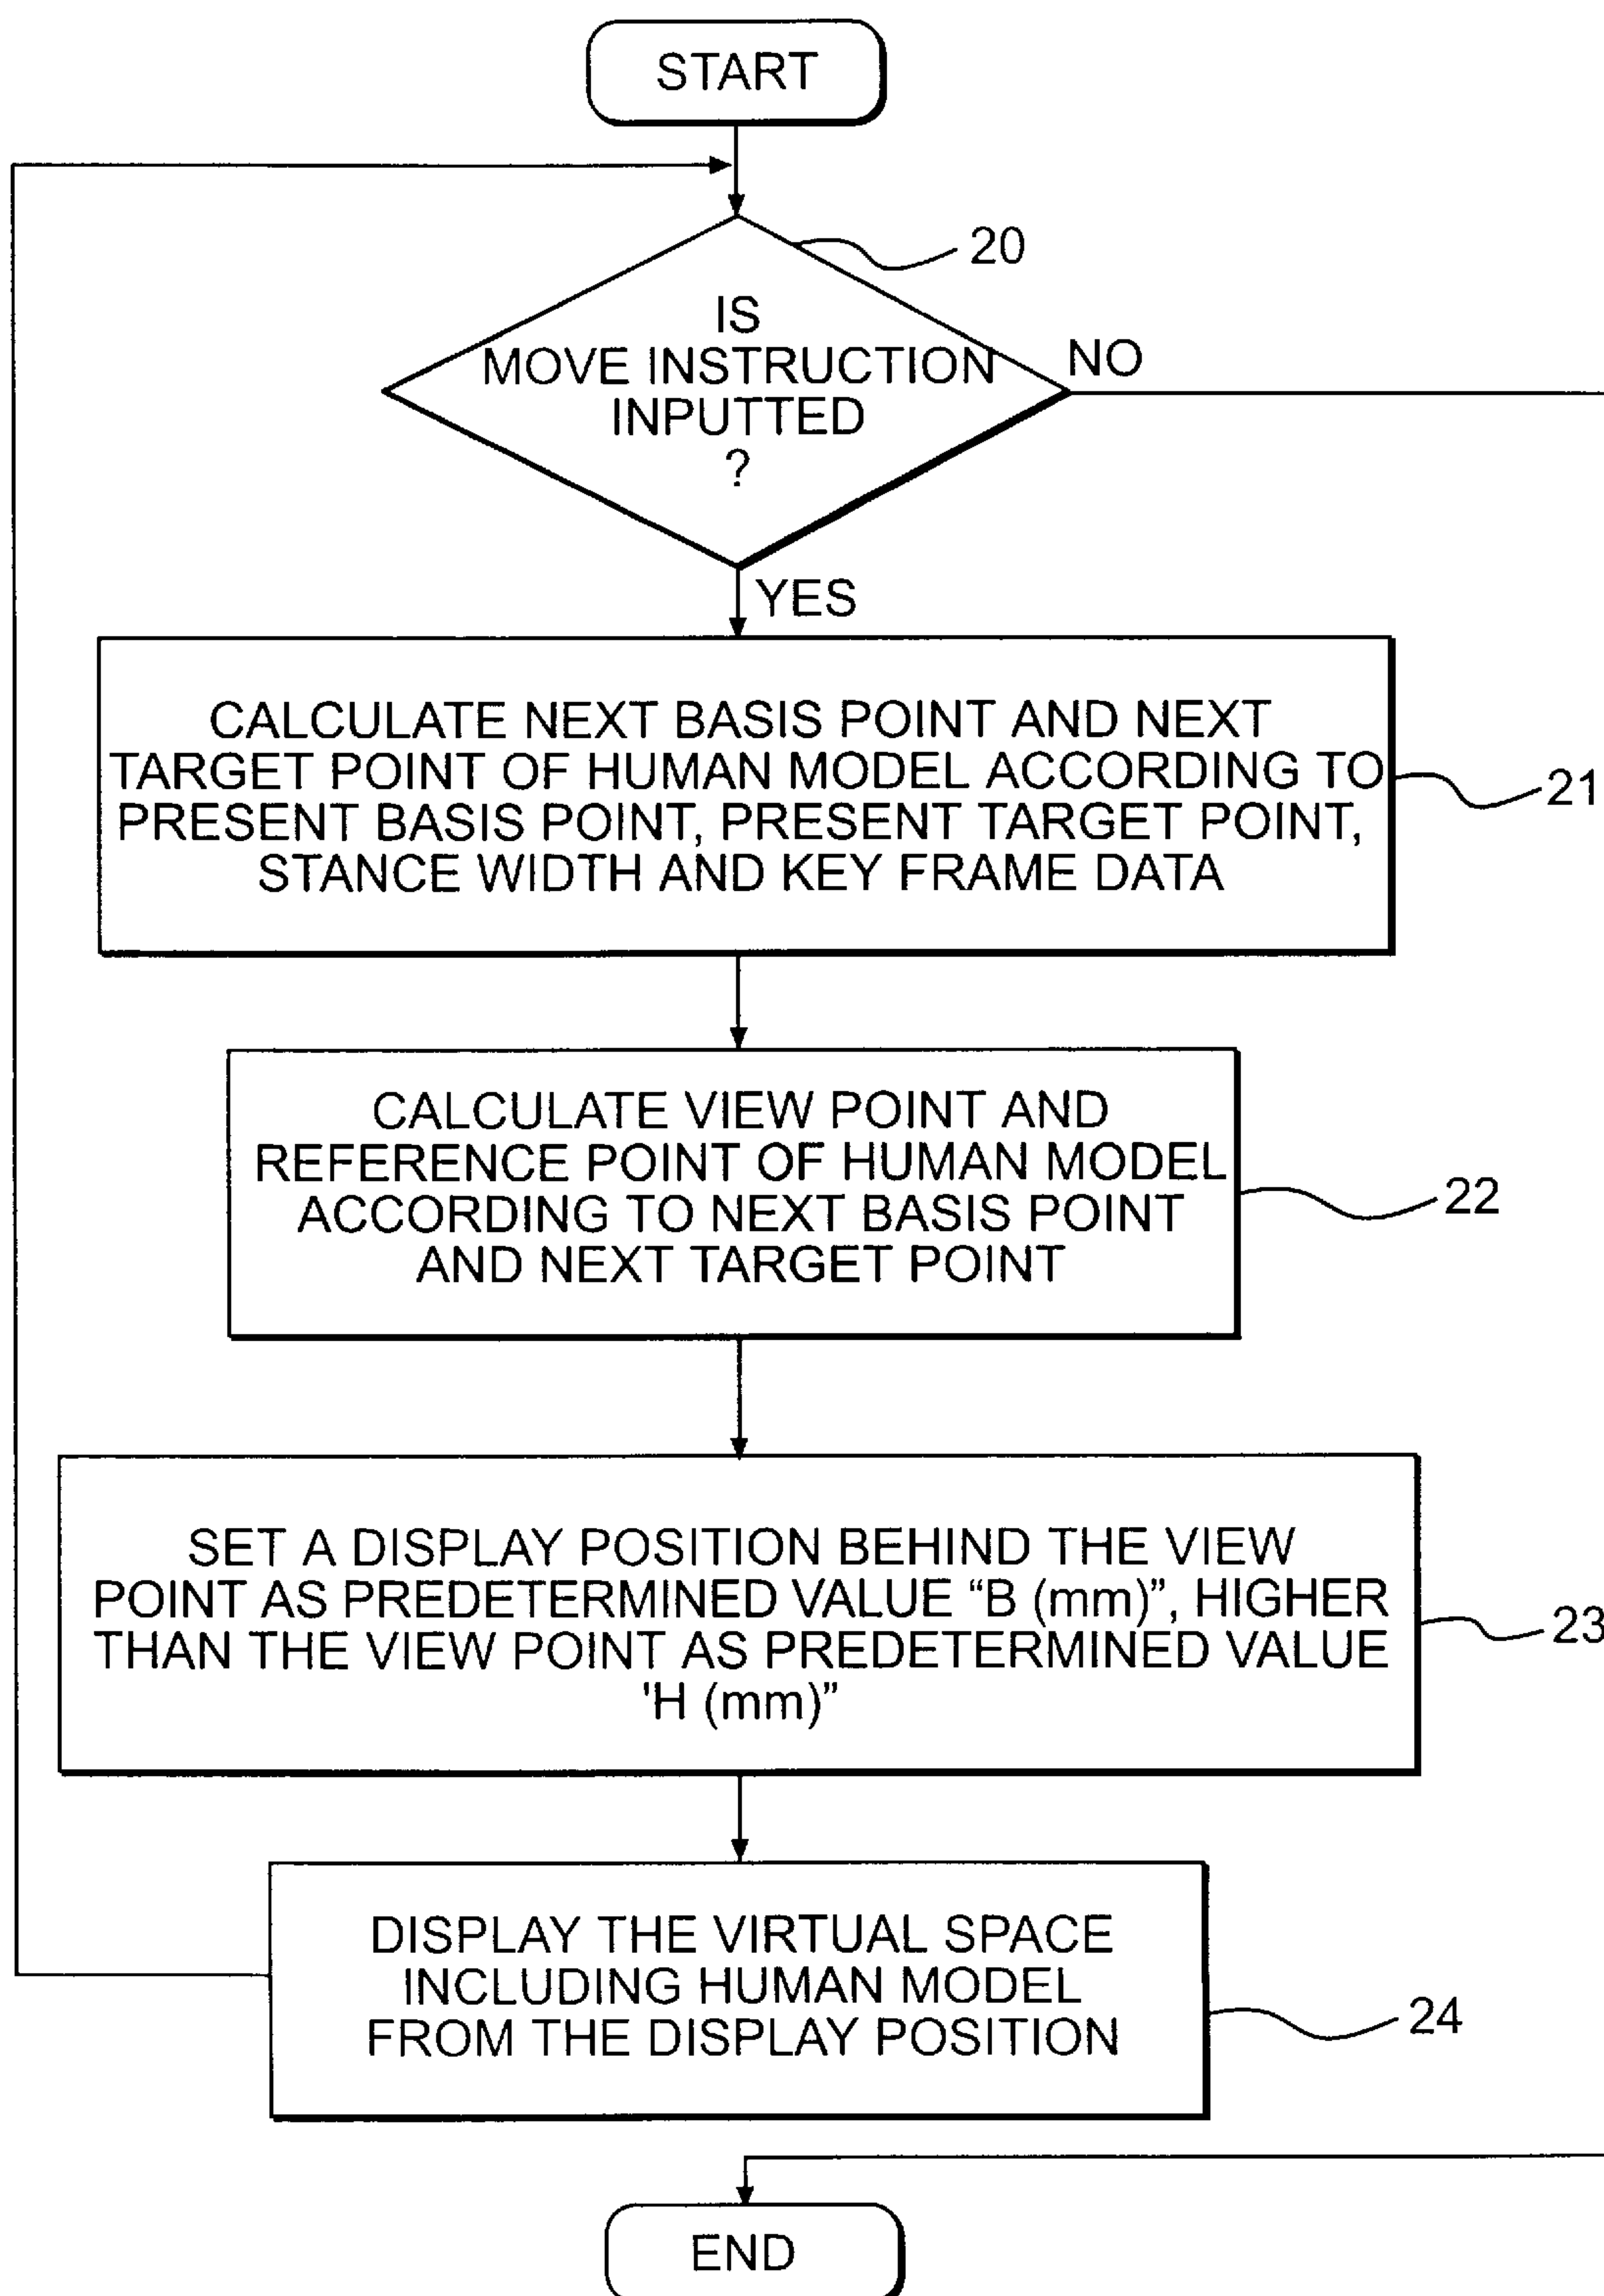 START
20
IS
MOVE INSTRUCTION
INPUTTED
?
NO
YES
CALCULATE NEXT BASIS POINT AND NEXT
TARGET POINT OF HUMAN MODEL ACCORDING TO
PRESENT BASIS POINT, PRESENT TARGET POINT,
STANCE WIDTH AND KEY FRAME DATA
21
CALCULATE VIEW POINT AND
REFERENCE POINT OF HUMAN MODEL
ACCORDING TO NEXT BASIS POINT
AND NEXT TARGET POINT
22
SET A DISPLAY POSITION BEHIND THE VIEW
POINT AS PREDETERMINED VALUE “B (mm)”, HIGHER
THAN THE VIEW POINT AS PREDETERMINED VALUE
'H (mm)”
23
DISPLAY THE VIRTUAL SPACE
INCLUDING HUMAN MODEL
FROM THE DISPLAY POSITION
24
END